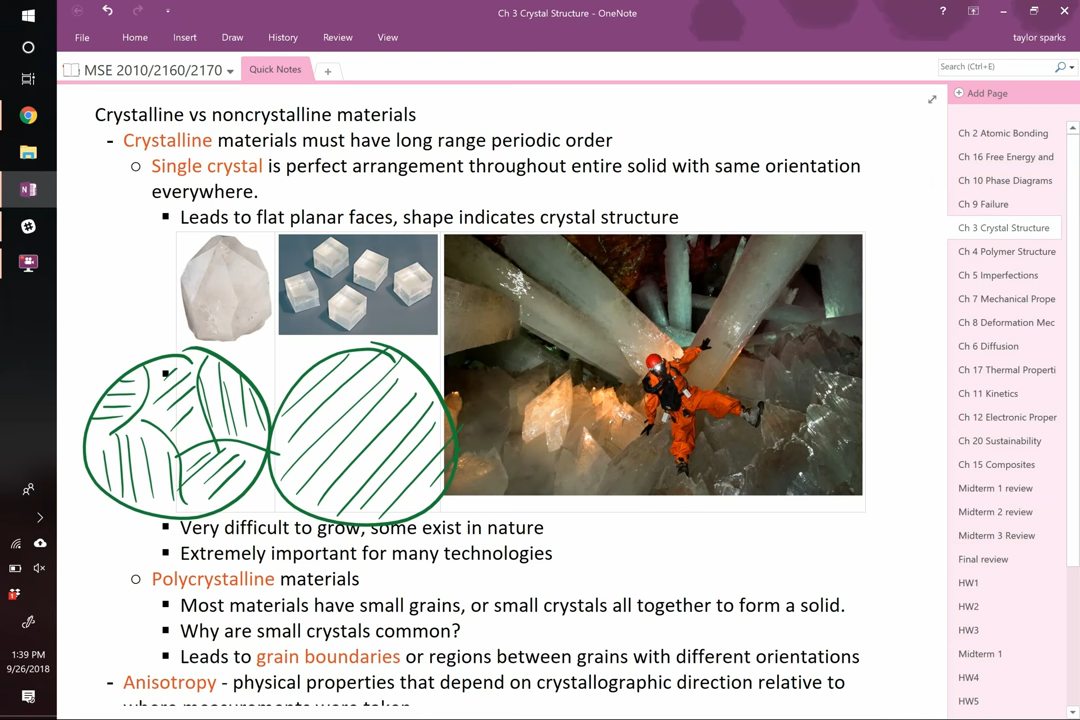 Ch 3 Crystal Structure - OneNote
?
File
Home
Insert
Draw
History
Review
View
taylor sparks
MSE 2010/2160/2170
Quick Notes
+
Search (Ctrl+E)
Crystalline vs noncrystalline materials
- Crystalline materials must have long range periodic order
○ Single crystal is perfect arrangement throughout entire solid with same orientation
everywhere.
▪ Leads to flat planar faces, shape indicates crystal structure
▪ Very difficult to grow, some exist in nature
▪ Extremely important for many technologies
○ Polycrystalline materials
▪ Most materials have small grains, or small crystals all together to form a solid.
▪ Why are small crystals common?
▪ Leads to grain boundaries or regions between grains with different orientations
- Anisotropy - physical properties that depend on crystallographic direction relative to
where measurements were taken
Add Page
Ch 2 Atomic Bonding
Ch 16 Free Energy and
Ch 10 Phase Diagrams
Ch 9 Failure
Ch 3 Crystal Structure
Ch 4 Polymer Structure
Ch 5 Imperfections
Ch 7 Mechanical Prope
Ch 8 Deformation Mec
Ch 6 Diffusion
Ch 17 Thermal Properti
Ch 11 Kinetics
Ch 12 Electronic Proper
Ch 20 Sustainability
Ch 15 Composites
Midterm 1 review
Midterm 2 review
Midterm 3 Review
Final review
HW1
HW2
HW3
Midterm 1
HW4
HW5
1:39 PM
9/26/2018